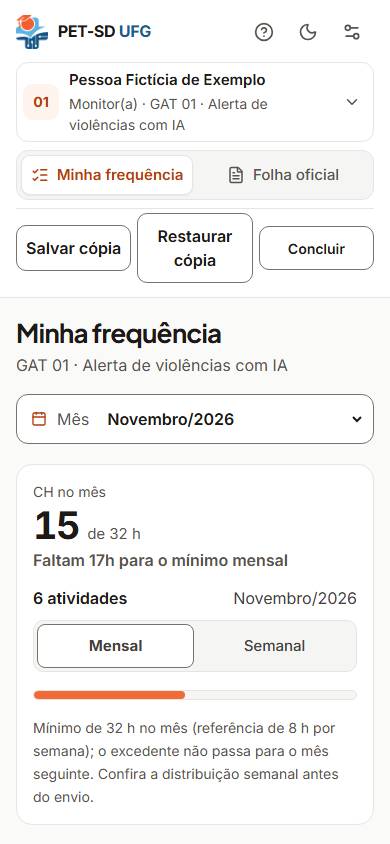 PET-SD UFG
01
Pessoa Fictícia de Exemplo
Monitor(a) · GAT 01 · Alerta de
violências com IA
Minha frequência
Folha oficial
Salvar cópia
Restaurar
cópia
Concluir
Minha frequência
GAT 01 · Alerta de violências com IA
Mês Novembro/2026
CH no mês
15 de 32 h
Faltam 17h para o mínimo mensal
6 atividades Novembro/2026
Mensal Semanal
Mínimo de 32 h no mês (referência de 8 h por
semana); o excedente não passa para o mês
seguinte. Confira a distribuição semanal antes
do envio.